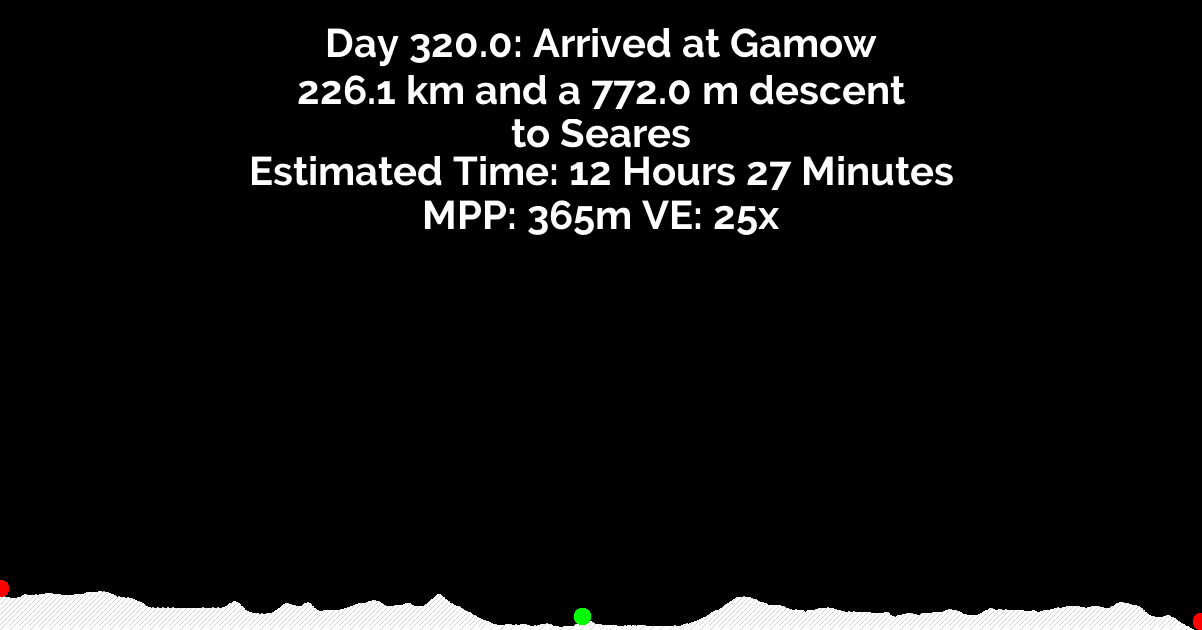 Day 320.0: Arrived at Gamow
226.1 km and a 772.0 m descent
to Seares
Estimated Time: 12 Hours 27 Minutes
MPP: 365m VE: 25x